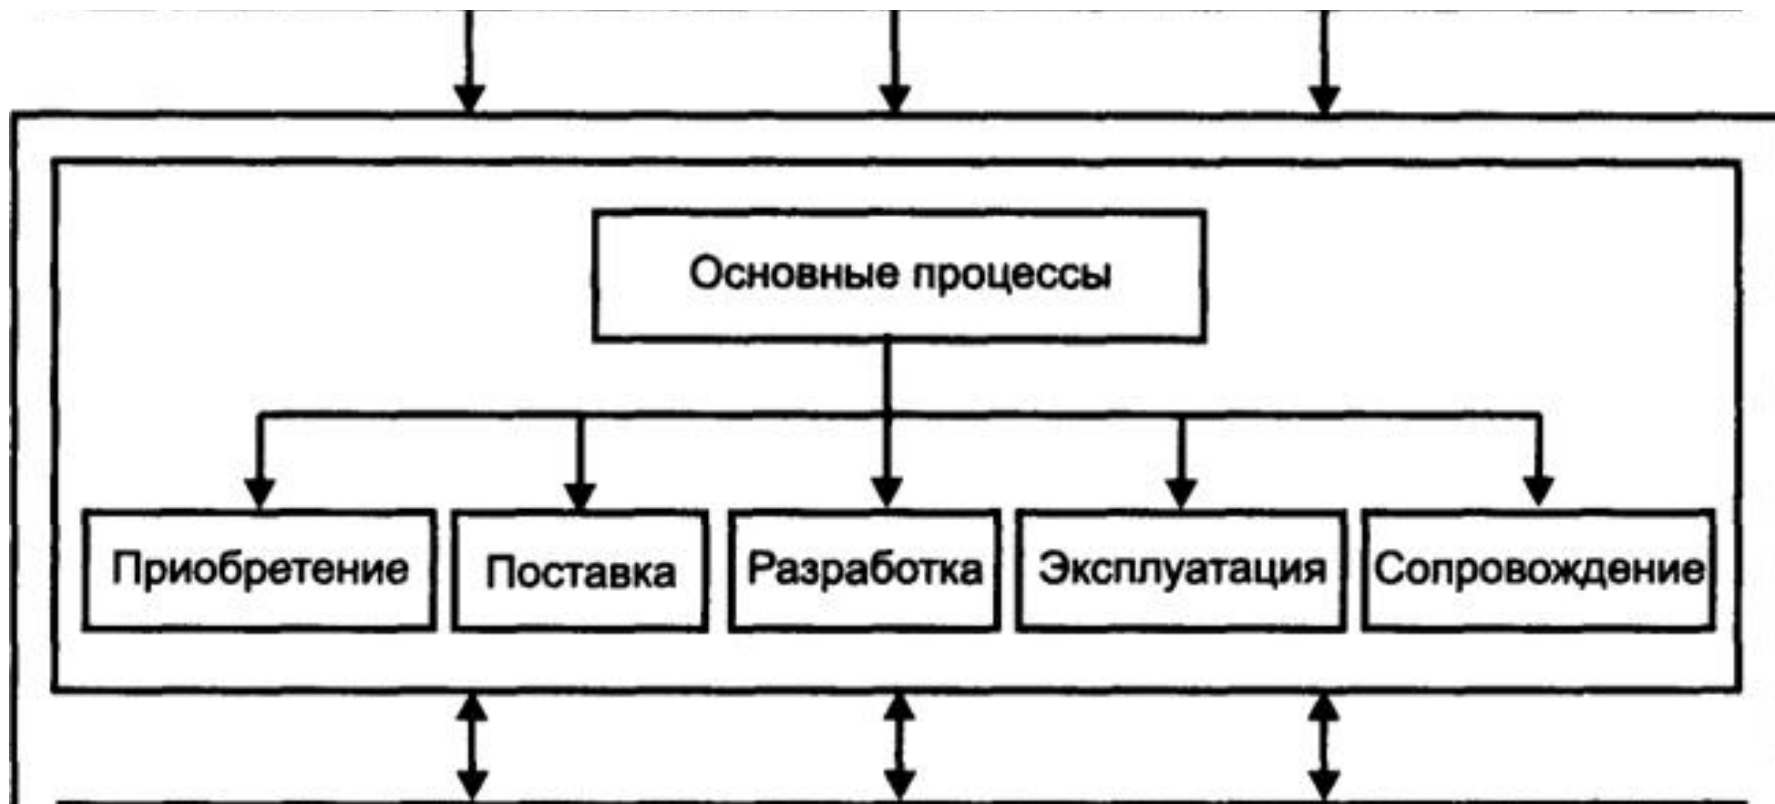 Основные процессы
Приобретение
Поставка
Разработка
Эксплуатация
Сопровождение